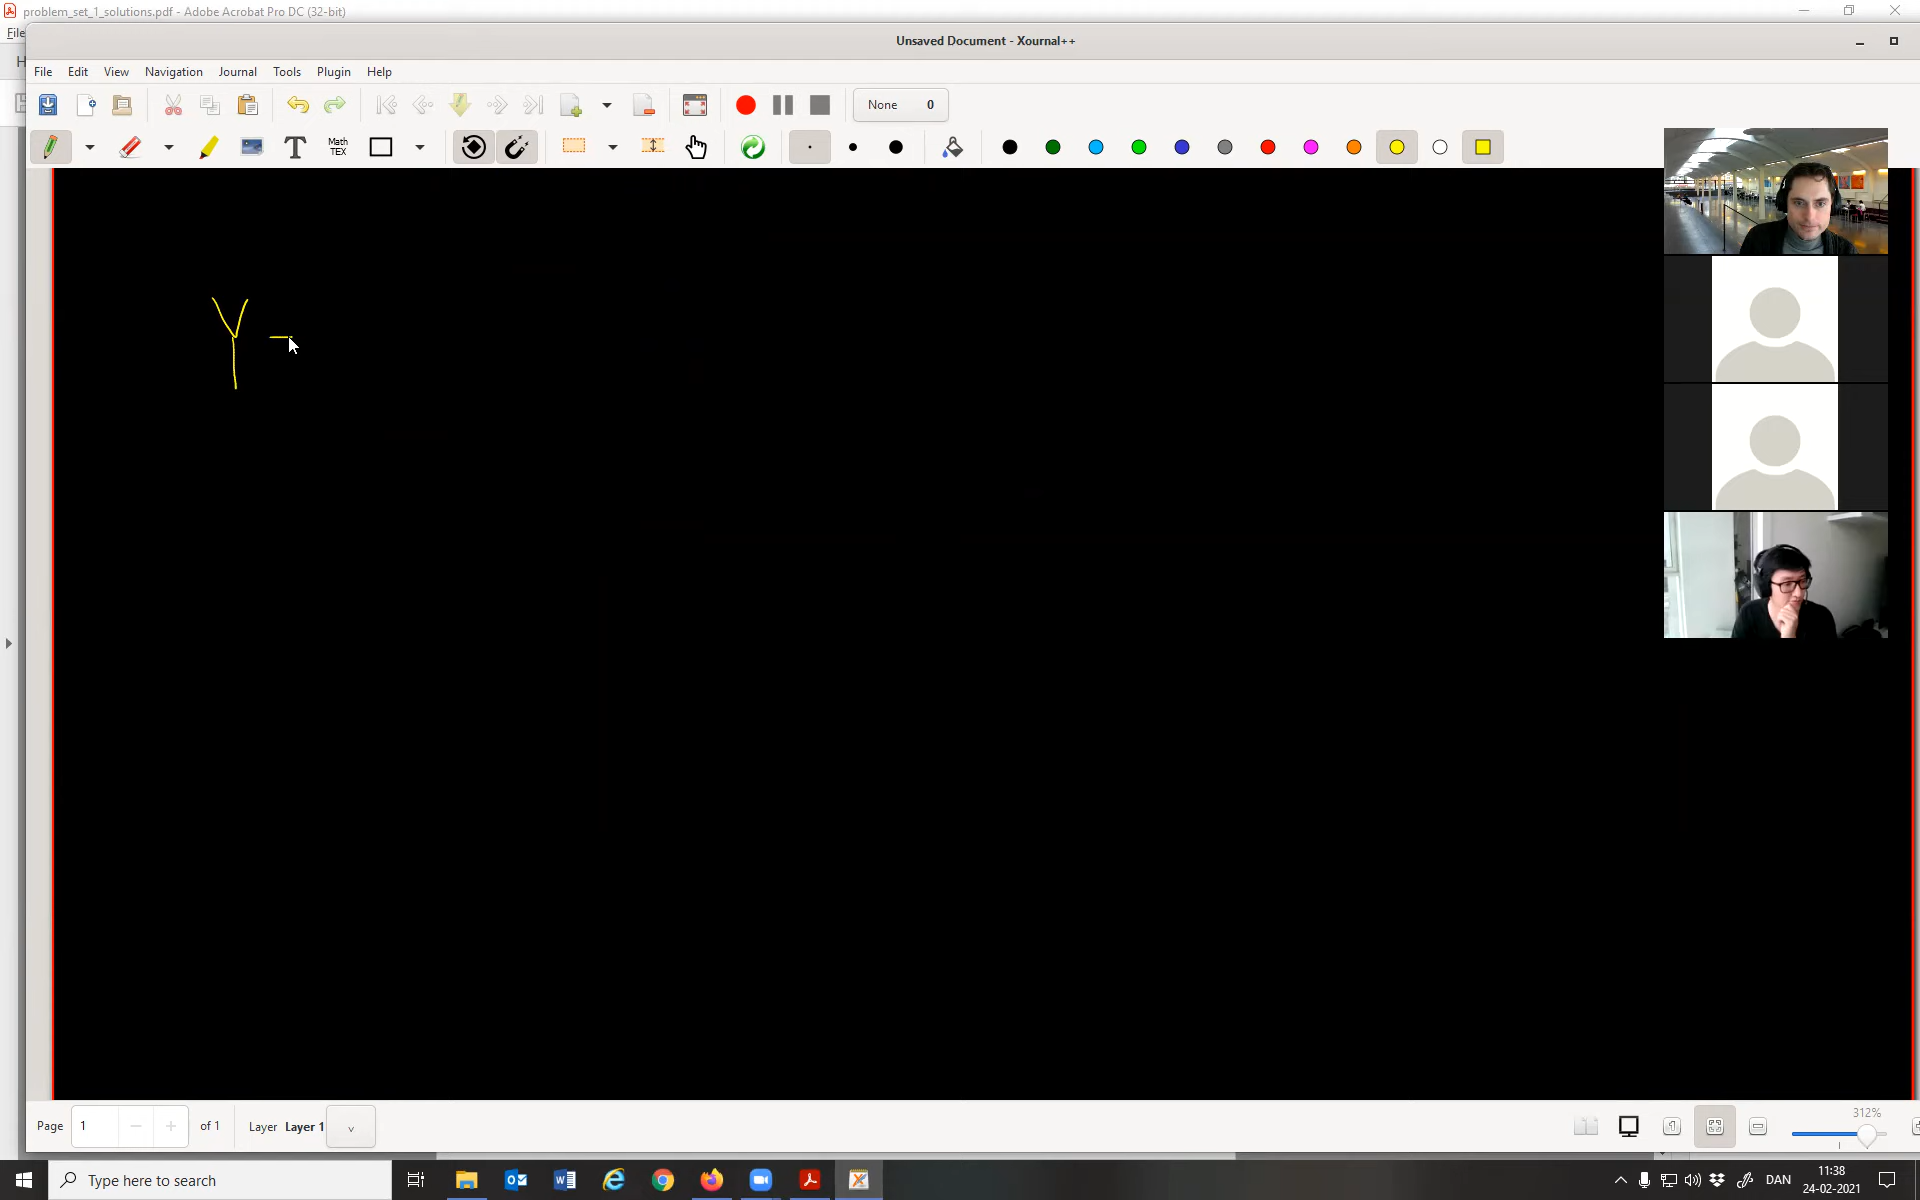 problem_set_1_solutions.pdf - Adobe Acrobat Pro DC (32-bit)
File
Unsaved Document - Xournal++
File Edit View Navigation Journal Tools Plugin Help
None 0
T Math TEX
Y -
Page 1 of 1 Layer Layer 1
312%
Type here to search
DAN
11:38
24-02-2021